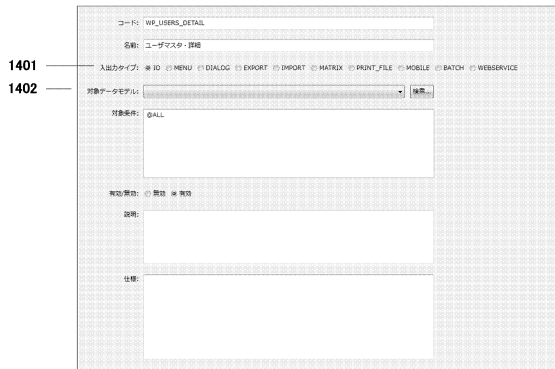 コード: WP_USERS_DETAIL
名前: ユーザマスタ・詳細
1401 入出力タイプ: IO MENU DIALOG EXPORT IMPORT MATRIX PRINT_FILE MOBILE BATCH WEBSERVICE
1402 対象データモデル: 検索...
対象条件: @ALL
有効/無効: 無効 有効
説明:
仕様: